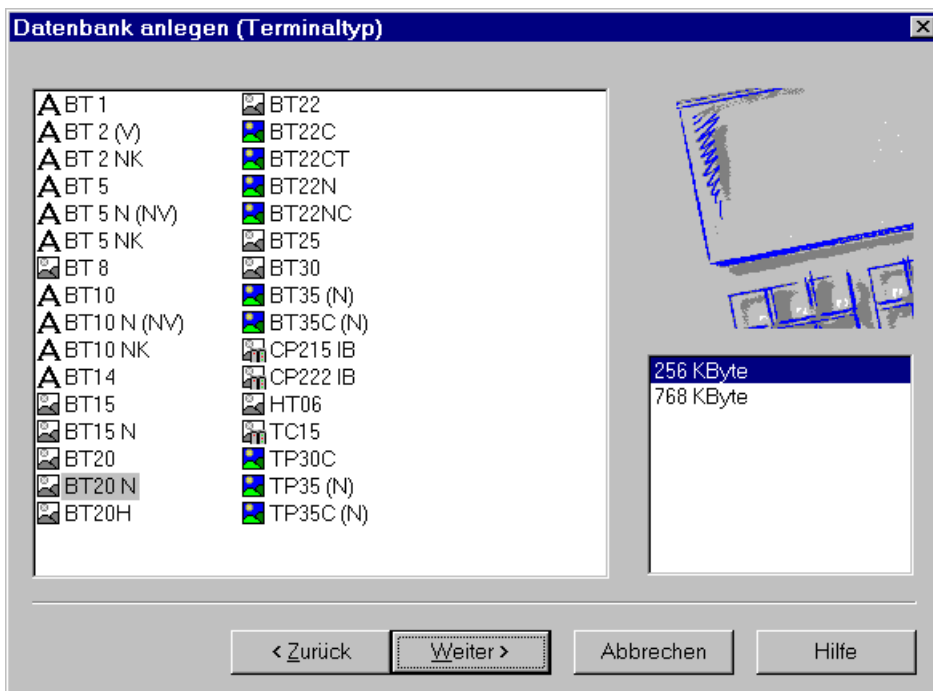 Datenbank anlegen (Terminaltyp)
BT 1
BT 2 (V)
BT 2 NK
BT 5
BT 5 N (NV)
BT 5 NK
BT 8
BT10
BT10 N (NV)
BT10 NK
BT14
BT15
BT15 N
BT20
BT20 N
BT20H
BT22
BT22C
BT22CT
BT22N
BT22NC
BT25
BT30
BT35 (N)
BT35C (N)
CP215 IB
CP222 IB
HT06
TC15
TP30C
TP35 (N)
TP35C (N)
256 KByte
768 KByte
< Zurück
Weiter >
Abbrechen
Hilfe